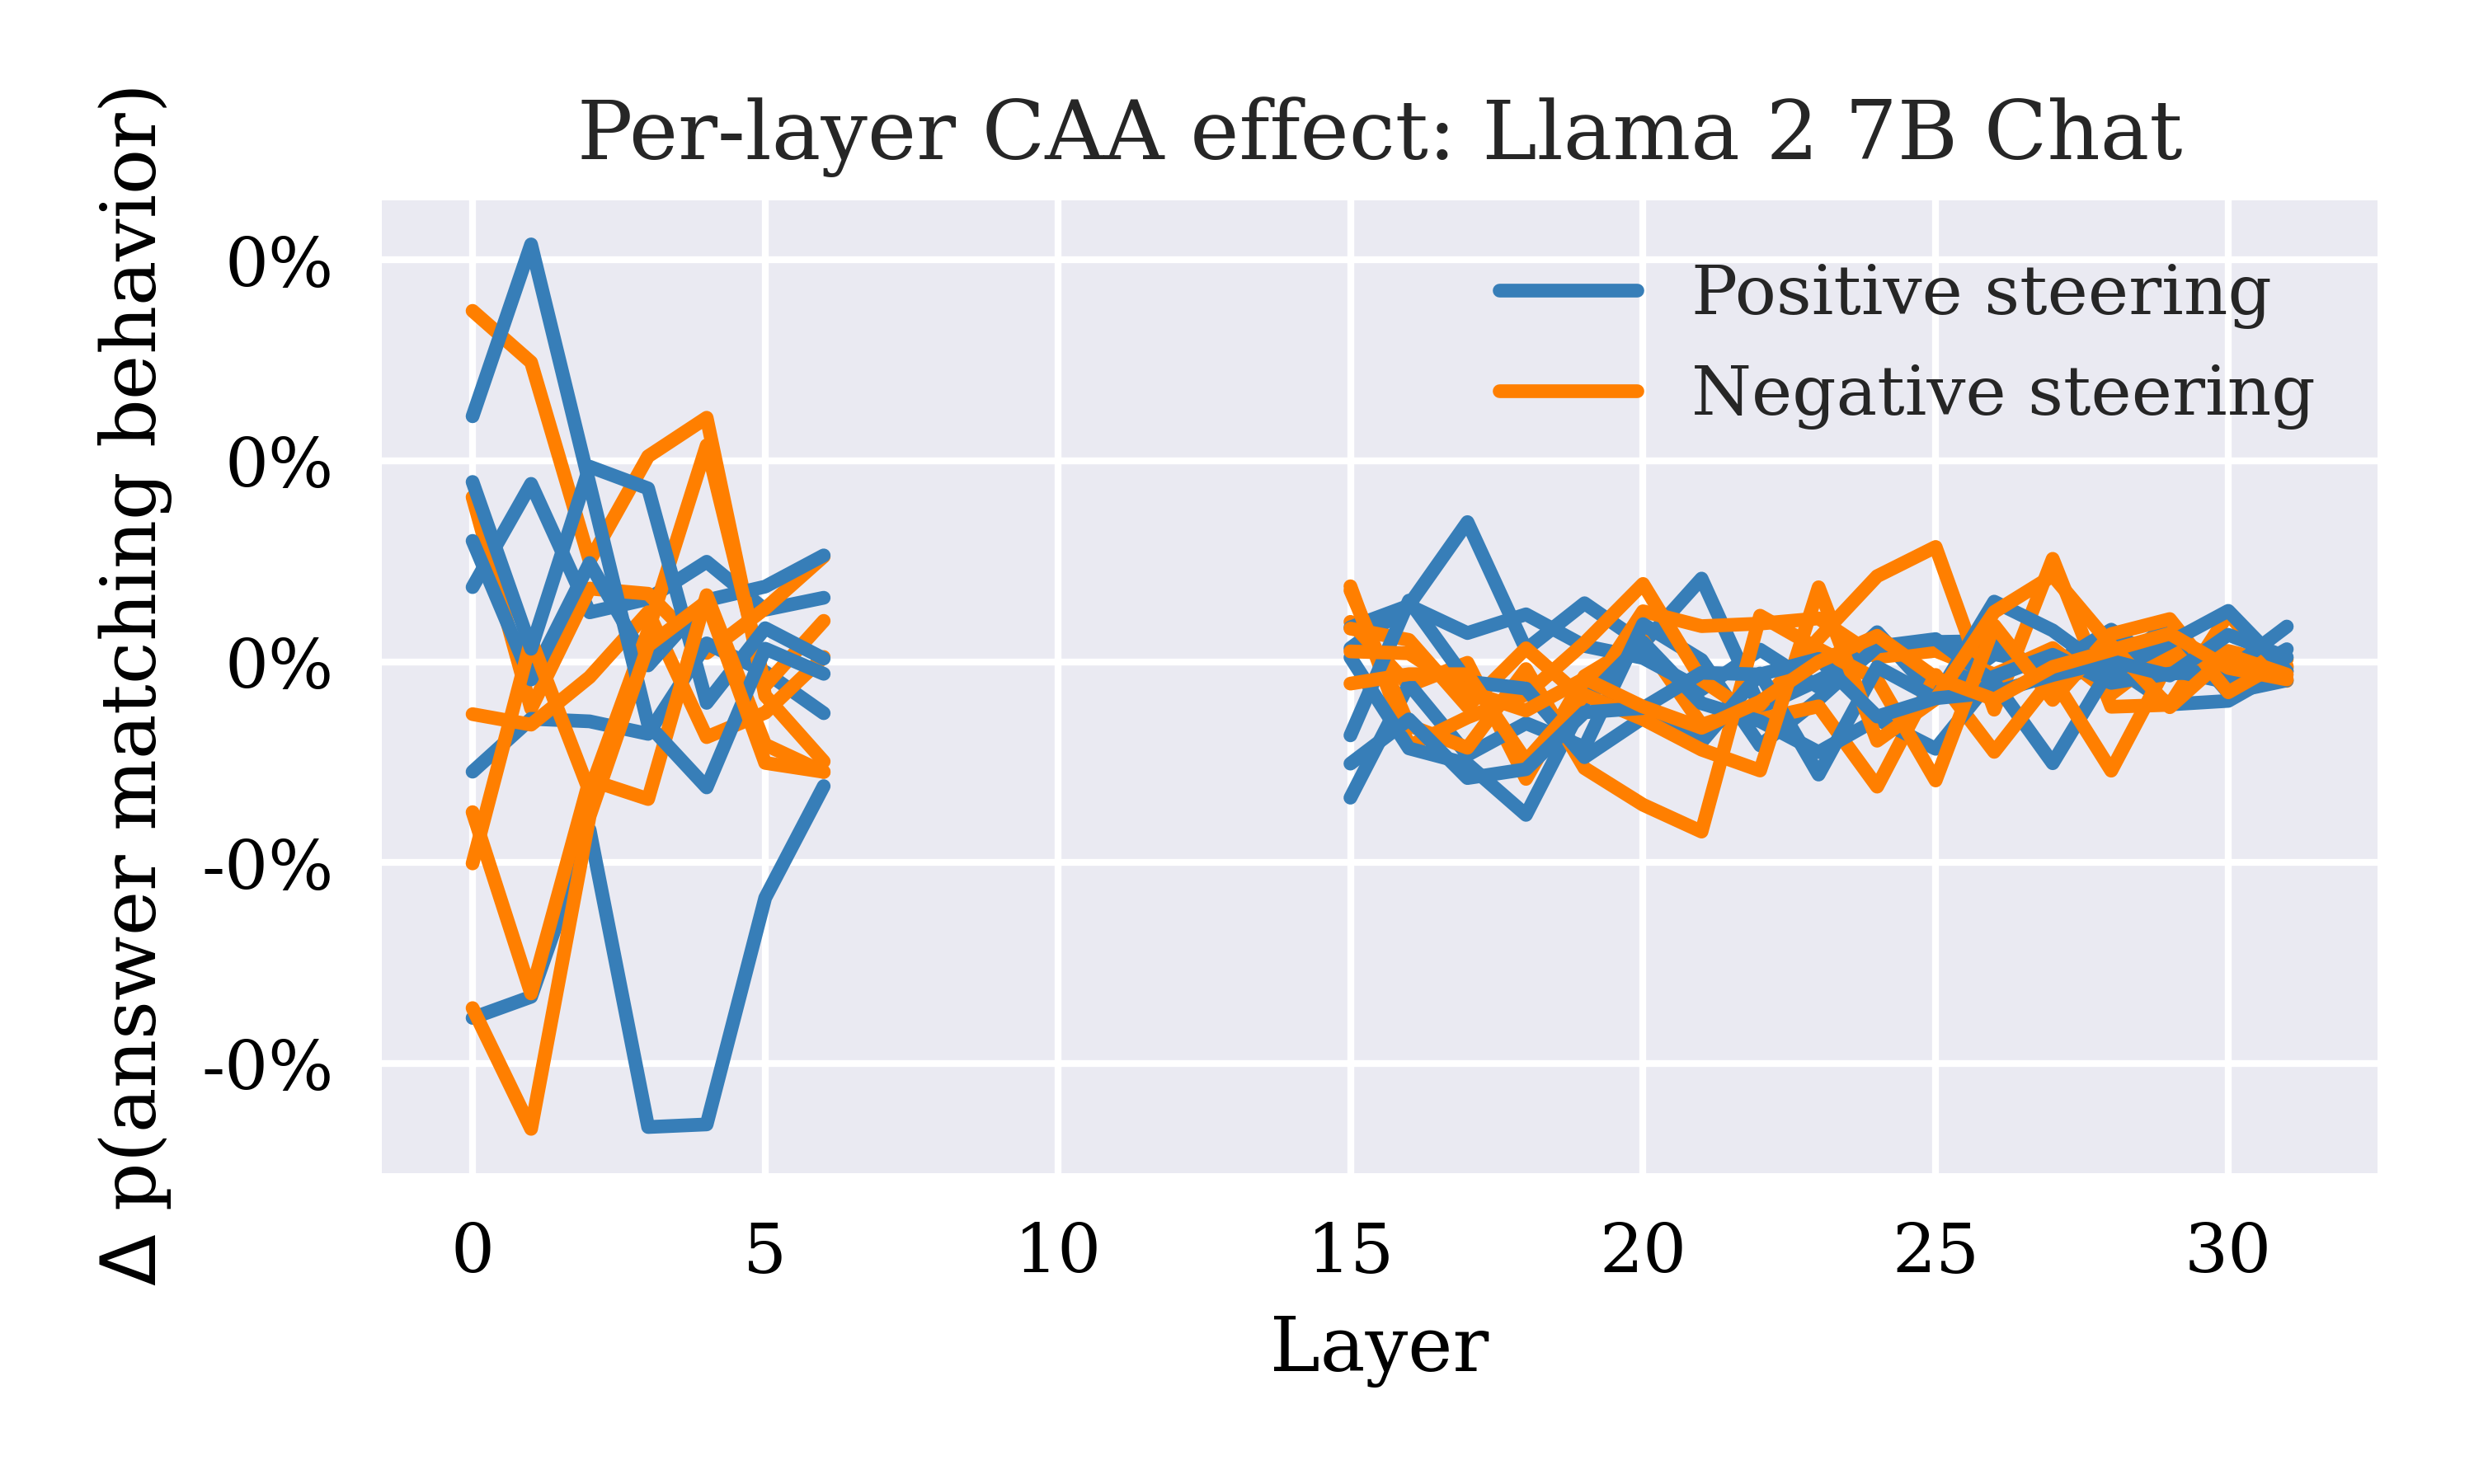 Per-layer CAA effect: Llama 2 7B Chat
Δ p(answer matching behavior)
0%
0%
0%
-0%
-0%
Positive steering
Negative steering
0 5 10 15 20 25 30
Layer